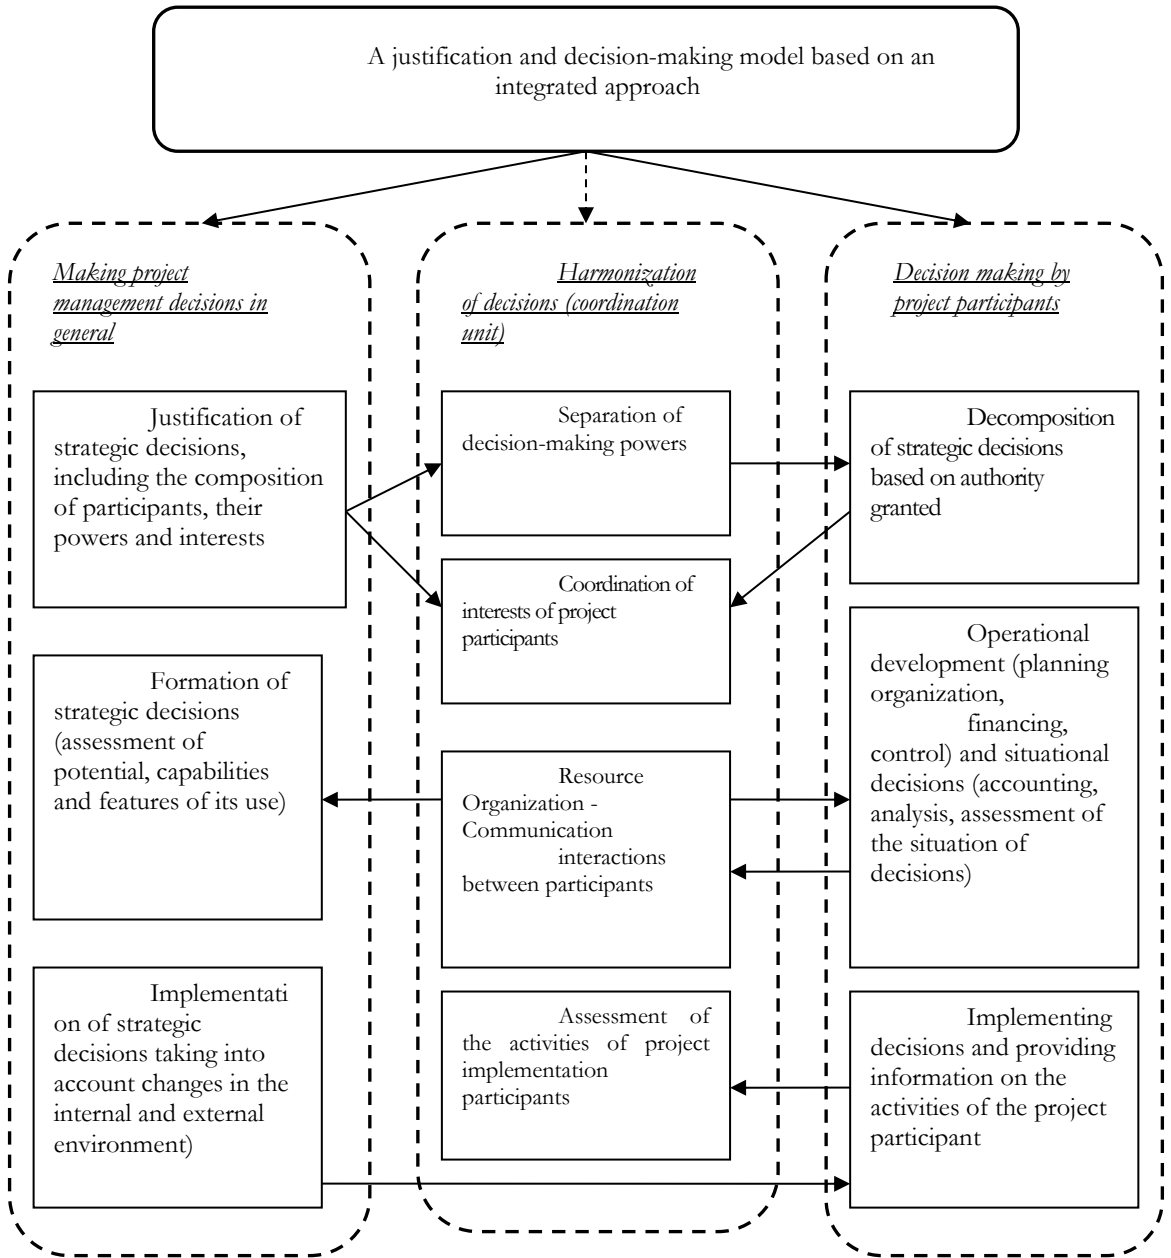 A justification and decision-making model based on an
integrated approach
Making project
management decisions in
general
Harmonization
of decisions (coordination
unit)
Decision making by
project participants
Justification of
strategic decisions,
including the composition
of participants, their
powers and interests
Separation of
decision-making powers
Decomposition
of strategic decisions
based on authority
granted
Coordination of
interests of project
participants
Formation of
strategic decisions
(assessment of
potential, capabilities
and features of its use)
Resource
Organization -
Communication
interactions
between participants
Operational
development (planning
organization,
financing,
control) and situational
decisions (accounting,
analysis, assessment of
the situation of
decisions)
Implementati
on of strategic
decisions taking into
account changes in the
internal and external
environment)
Assessment of
the activities of project
implementation
participants
Implementing
decisions and providing
information on the
activities of the project
participant